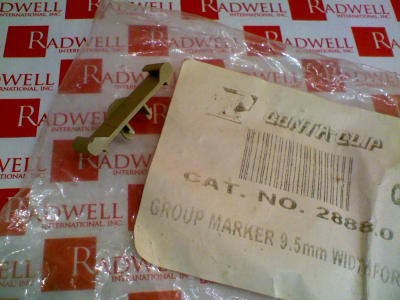 RADWELL
INTERNATIONAL, INC.
CONTA-CLIP
CAT. NO. 2888.0
GROUP MARKER 9.5mm WIDTH FOR